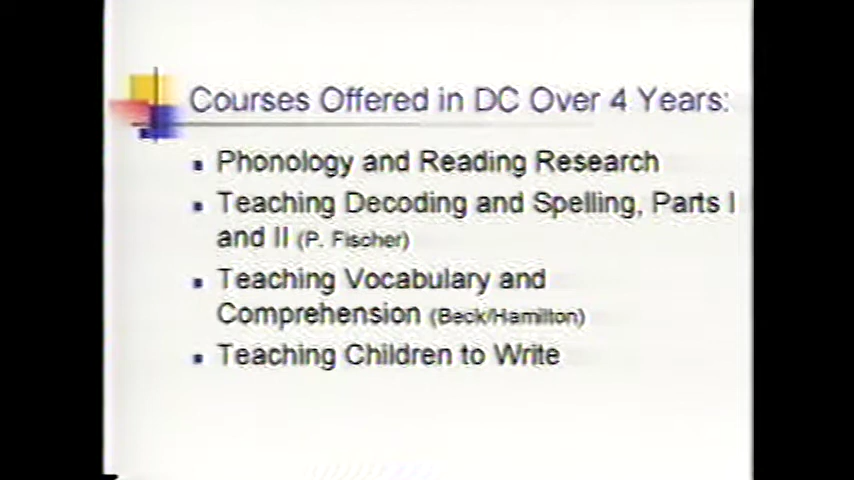 Courses Offered in DC Over 4 Years:
Phonology and Reading Research
Teaching Decoding and Spelling, Parts I
and II (P. Fischer)
Teaching Vocabulary and
Comprehension (Beck/Hamilton)
Teaching Children to Write